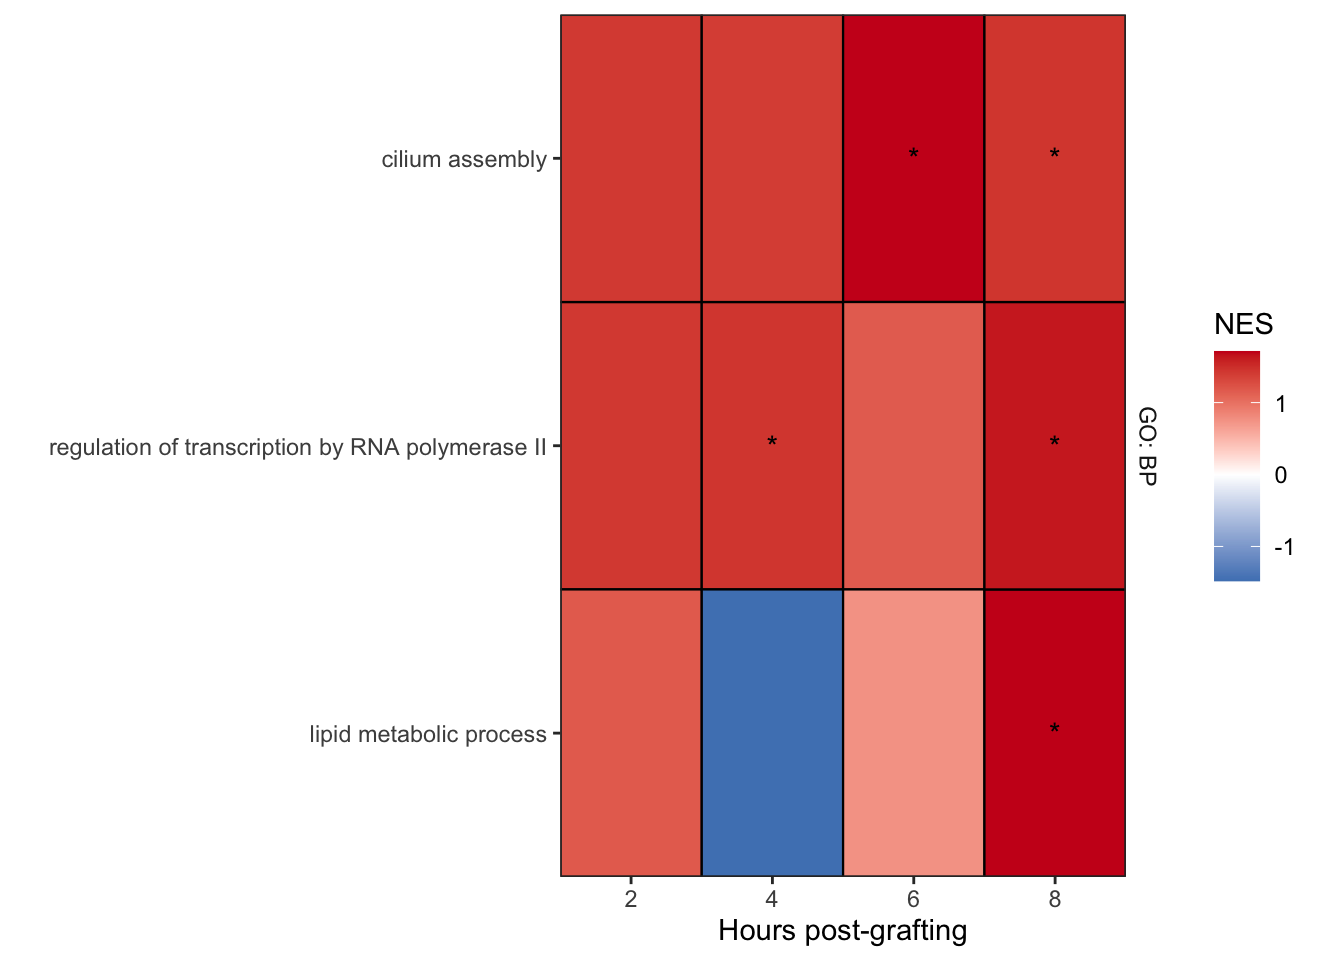 cilium assembly
*
*
regulation of transcription by RNA polymerase II
*
*
lipid metabolic process
*
2
4
6
8
Hours post-grafting
GO: BP
NES
1
0
-1